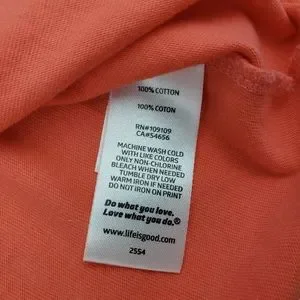 100% COTTON
100% COTON
RN#109109
CA#54656
MACHINE WASH COLD
WITH LIKE COLORS
ONLY NON-CHLORINE
BLEACH WHEN NEEDED
TUMBLE DRY LOW
WARM IRON IF NEEDED
DO NOT IRON ON PRINT
Do what you love.
Love what you do.®
www.lifeisgood.com
2554